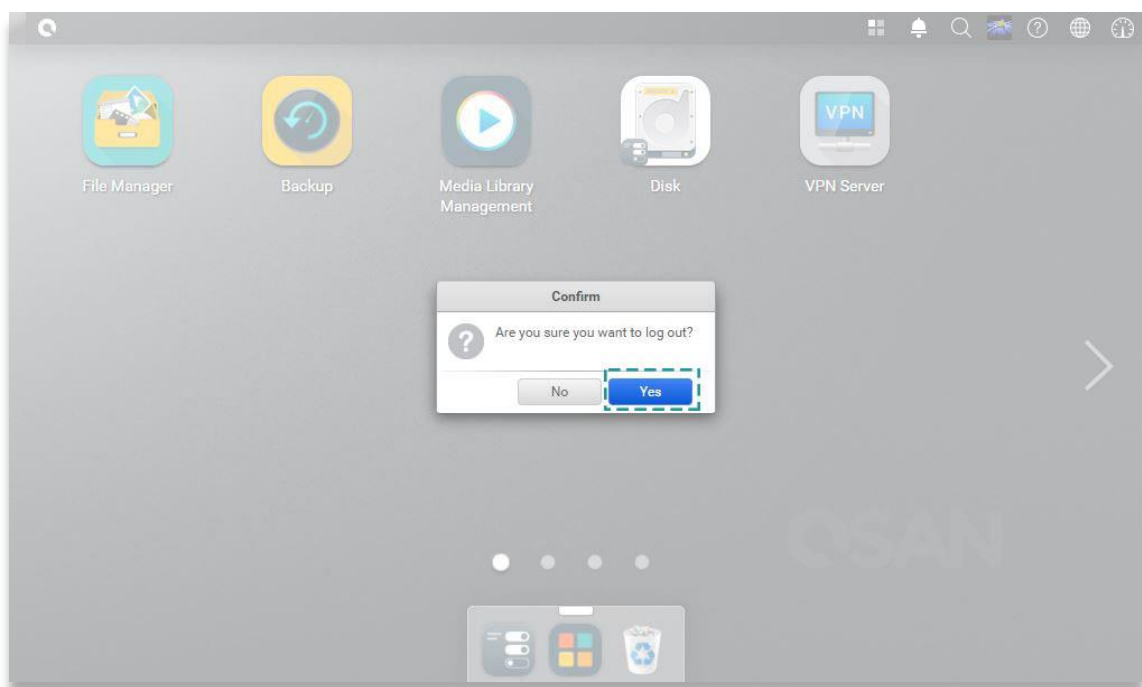 File Manager
Backup
Media Library
Management
Disk
VPN
VPN Server
Confirm
?
Are you sure you want to log out?
No
Yes
QSAN